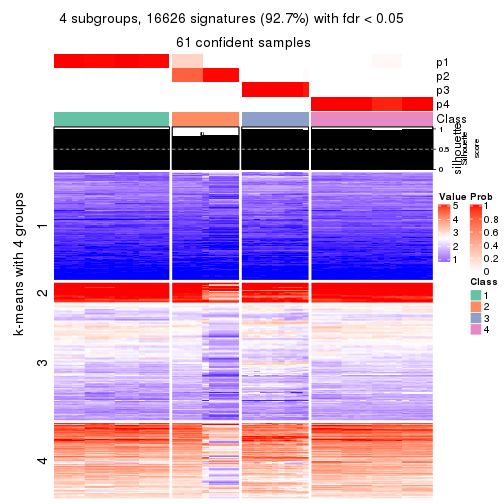 4 subgroups, 16626 signatures (92.7%) with fdr < 0.05
61 confident samples
p1
p2
p3
p4
Class
silhouette
Silhouette
score
1
0.5
0
k-means with 4 groups
1
2
3
4
Value
5
4
3
2
1
Prob
1
0.8
0.6
0.4
0.2
0
Class
1
2
3
4